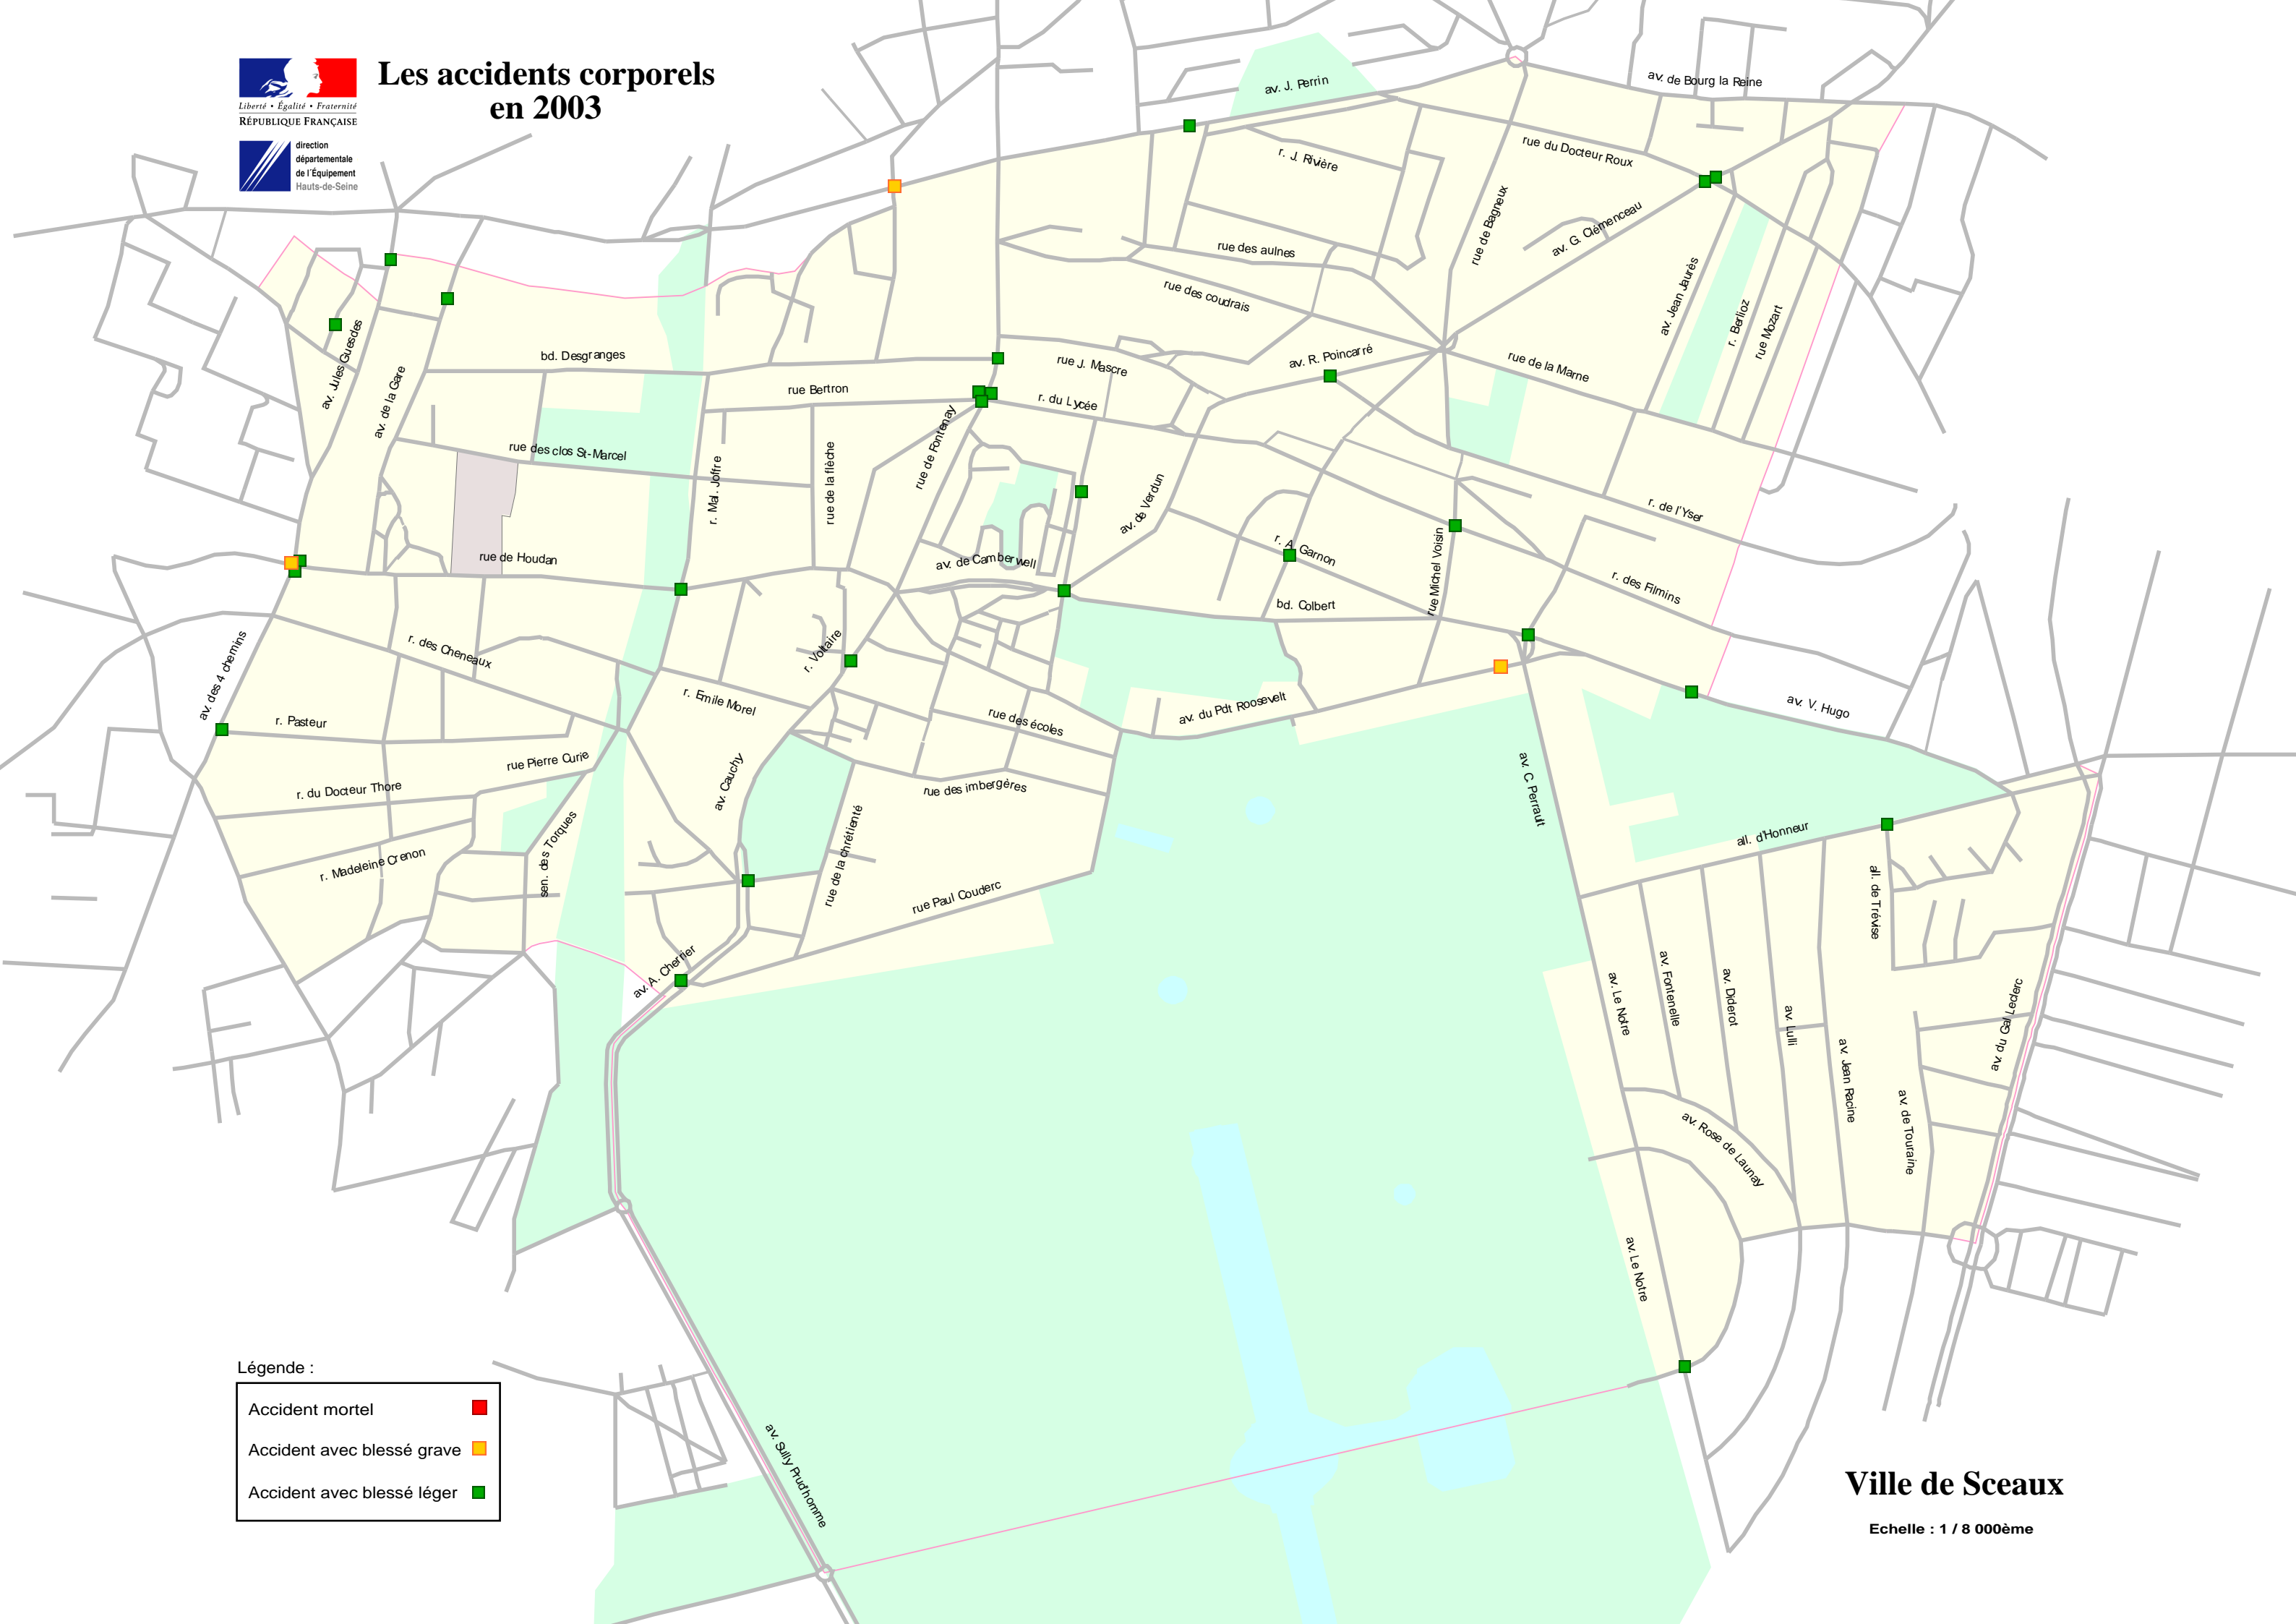 Les accidents corporels
en 2003
Liberté • Égalité • Fraternité
RÉPUBLIQUE FRANÇAISE
direction
départementale
de l'Équipement
Hauts-de-Seine
av. J. Perrin
av. de Bourg la Reine
r. J. Rivière
rue du Docteur Roux
rue de Bagneux
av. G. Clémenceau
rue des aulnes
rue des coudrais
av. Jean Jaurès
r. Berlioz
rue Mozart
av. Jules Guesdes
av. de la Gare
bd. Desgranges
rue Bertron
rue J. Mascre
av. R. Poincarré
rue de la Marne
r. du Lycée
rue de Fontenay
rue des clos St-Marcel
r. Mal. Joffre
rue de la flèche
av. de Verdun
r. de l'Yser
rue de Houdan
av. de Camberwell
r. A. Garnon
rue Michel Voisin
r. des Filmins
bd. Colbert
av. des 4 chemins
r. des Cheneaux
r. Voltaire
r. Emile Morel
r. Pasteur
rue des écoles
av. du Pdt Roosevelt
av. V. Hugo
rue Pierre Curie
r. du Docteur Thore
av. Cauchy
rue des imbergères
av. C. Perrault
r. Madeleine Crenon
sen. des Torques
rue de la chrétienté
rue Paul Couderc
all. d'Honneur
all. de Trévise
av. A. Cherrier
av. Le Notre
av. Fontenelle
av. Diderot
av. Lulli
av. Jean Racine
av. du Gal Leclerc
av. de Touraine
av. Rose de Launay
av. Le Notre
av. Sully Prud'homme
Légende :
Accident mortel
Accident avec blessé grave
Accident avec blessé léger
Ville de Sceaux
Echelle : 1 / 8 000ème